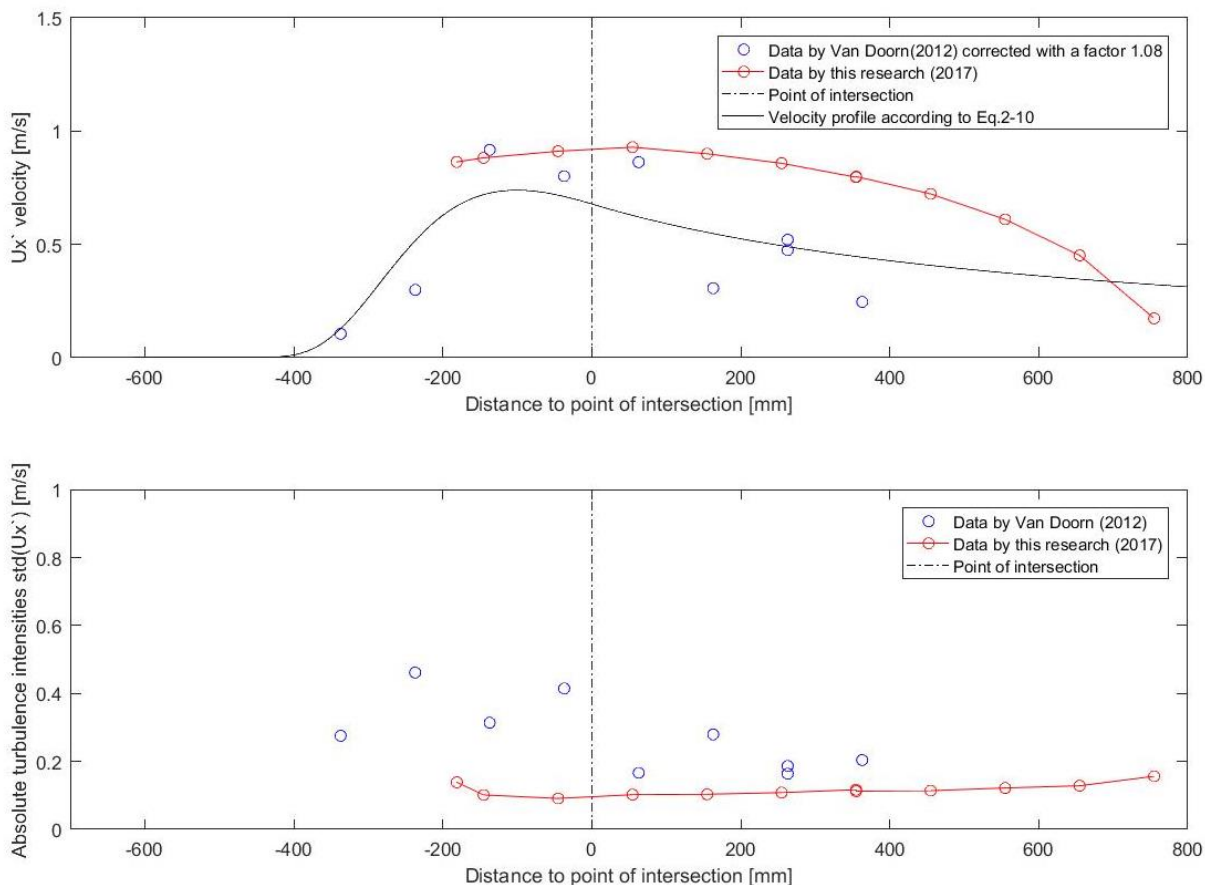 1.5
1
0.5
0
Ux` velocity [m/s]
Data by Van Doorn(2012) corrected with a factor 1.08
Data by this research (2017)
Point of intersection
Velocity profile according to Eq.2-10
-600 -400 -200 0 200 400 600 800
Distance to point of intersection [mm]
1
0.8
0.6
0.4
0.2
0
Absolute turbulence intensities std(Ux`) [m/s]
Data by Van Doorn (2012)
Data by this research (2017)
Point of intersection
-600 -400 -200 0 200 400 600 800
Distance to point of intersection [mm]